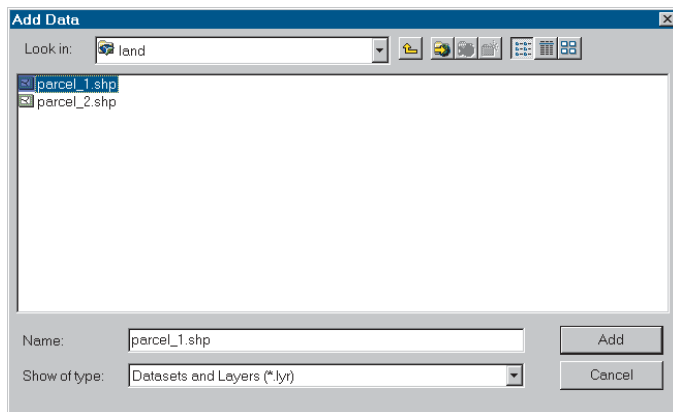 Add Data
Look in: land
parcel_1.shp
parcel_2.shp
Name: parcel_1.shp Add
Show of type: Datasets and Layers (*.lyr) Cancel